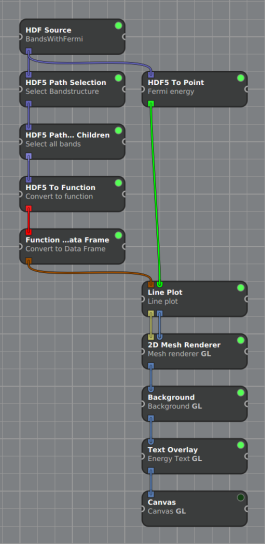 HDF Source
BandsWithFermi
HDF5 Path Selection
Select Bandstructure
HDF5 To Point
Fermi energy
HDF5 Path... Children
Select all bands
HDF5 To Function
Convert to function
Function ...ata Frame
Convert to Data Frame
Line Plot
Line plot
2D Mesh Renderer
Mesh renderer GL
Background
Background GL
Text Overlay
Energy Text GL
Canvas
Canvas GL